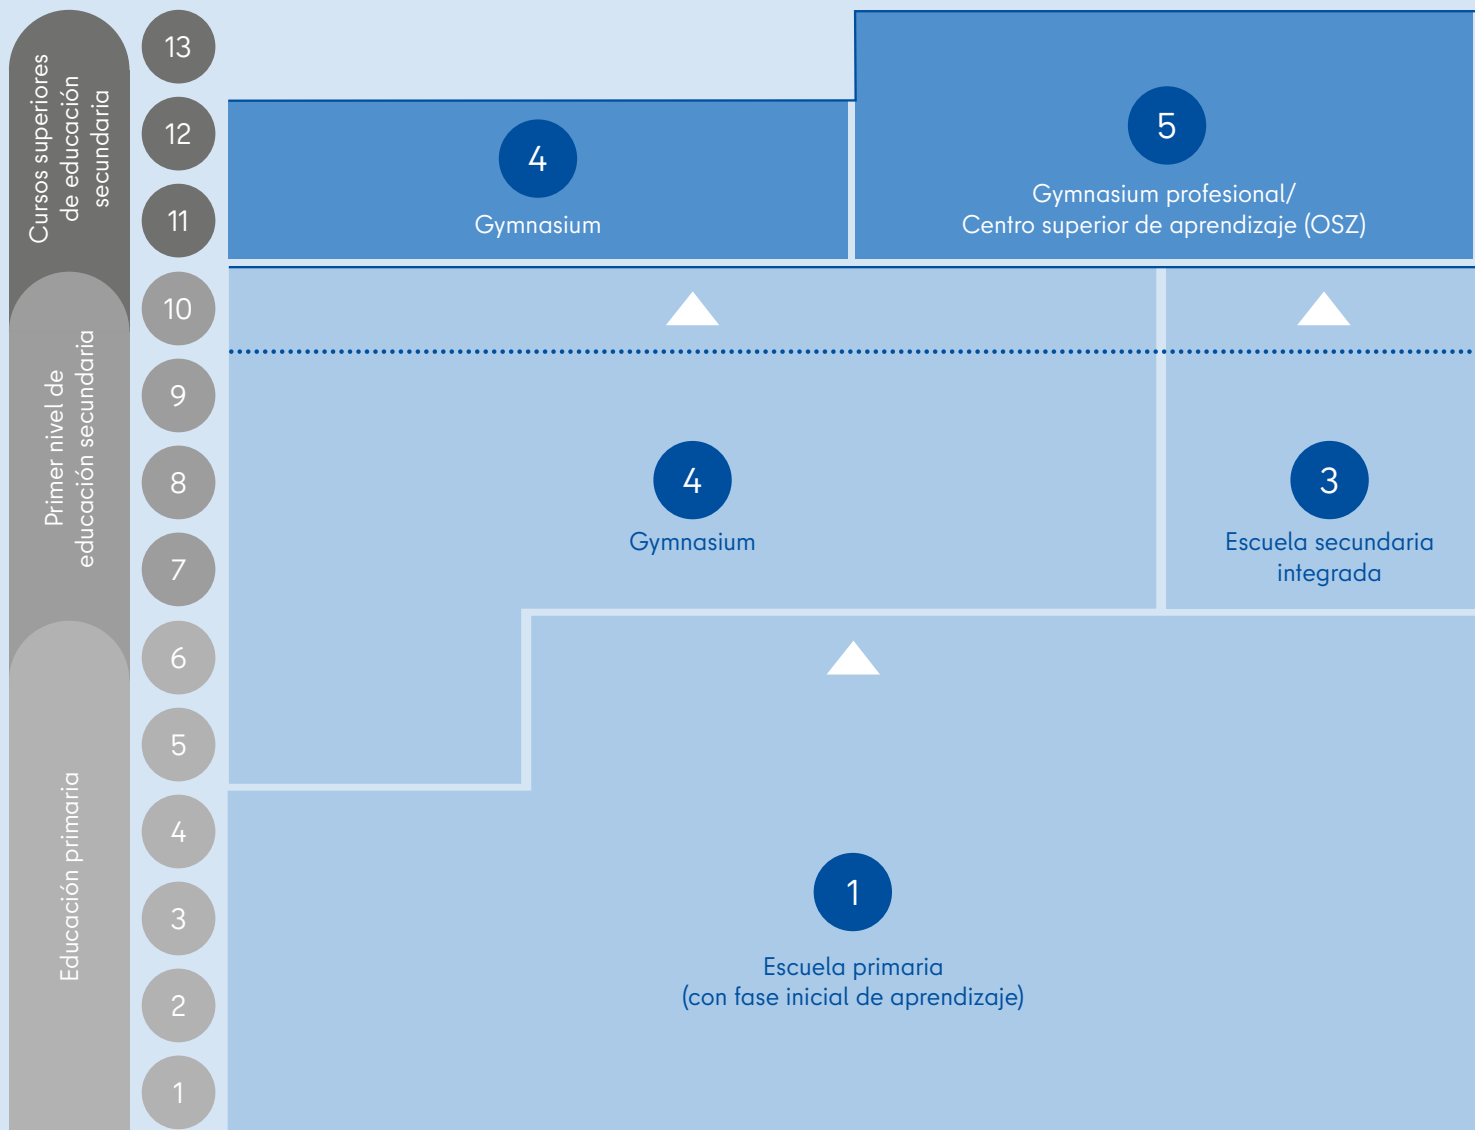 Cursos superiores
de educación
secundaria
Primer nivel de
educación secundaria
Educación primaria
13
12
11
10
9
8
7
6
5
4
3
2
1
4
Gymnasium
5
Gymnasium profesional/
Centro superior de aprendizaje (OSZ)
4
Gymnasium
3
Escuela secundaria
integrada
1
Escuela primaria
(con fase inicial de aprendizaje)